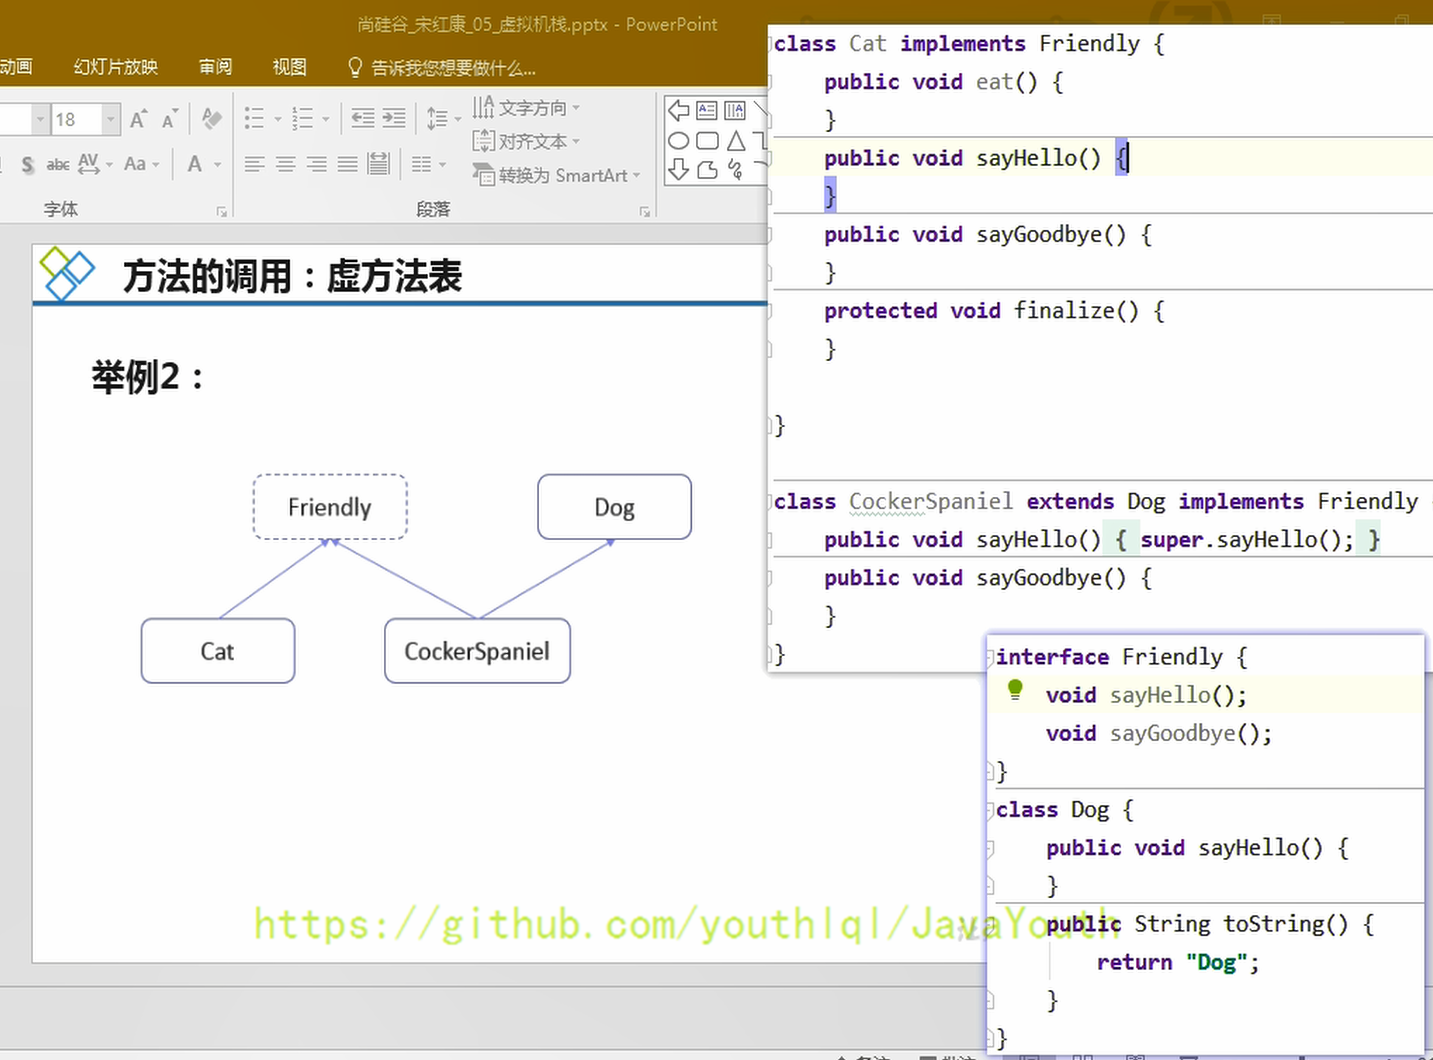 尚硅谷_宋红康_05_虚拟机栈.pptx - PowerPoint
动画 幻灯片放映 审阅 视图 告诉我您想要做什么...
18
文字方向
对齐文本
abc AV Aa A
转换为 SmartArt
字体 段落
方法的调用：虚方法表
举例2：
Friendly Dog
Cat CockerSpaniel
https://github.com/youthlql/JavaYouth
class Cat implements Friendly {
public void eat() {
}
public void sayHello() {
}
public void sayGoodbye() {
}
protected void finalize() {
}
}
class CockerSpaniel extends Dog implements Friendly
public void sayHello() { super.sayHello(); }
public void sayGoodbye() {
}
}
interface Friendly {
void sayHello();
void sayGoodbye();
}
class Dog {
public void sayHello() {
}
public String toString() {
return "Dog";
}
}